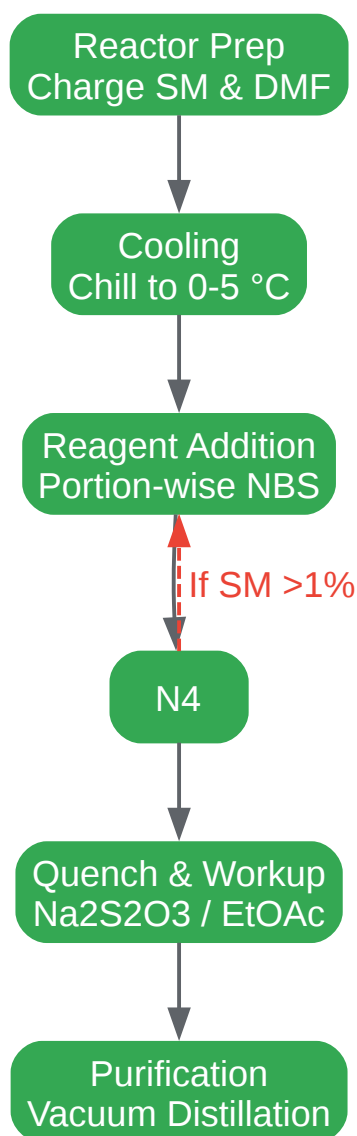 Reactor Prep
Charge SM & DMF
Cooling
Chill to 0-5 °C
Reagent Addition
Portion-wise NBS
If SM >1%
N4
Quench & Workup
Na2S2O3 / EtOAc
Purification
Vacuum Distillation